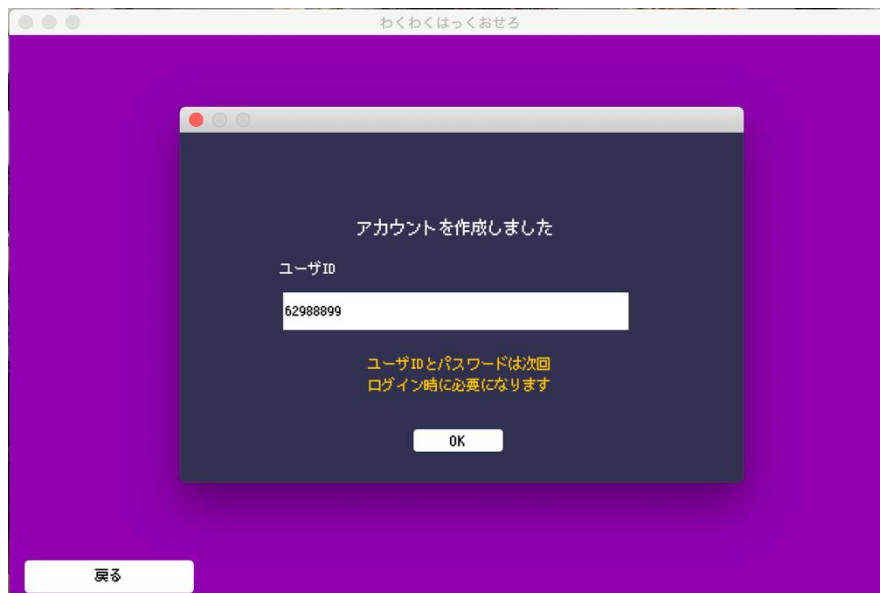 わくわくはっくおせろ
アカウントを作成しました
ユーザID
62988899
ユーザIDとパスワードは次回
ログイン時に必要になります
OK
戻る